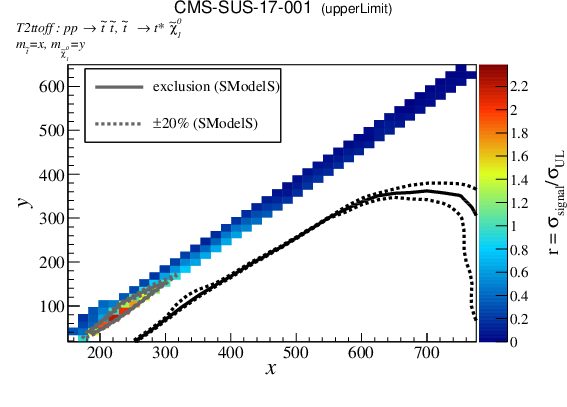 CMS-SUS-17-001 (upperLimit)
T2ttoff : pp → t̃ t̃, t̃ → t* χ̃₁⁰
m_t̃=x, m_χ̃₁⁰=y
exclusion (SModelS)
±20% (SModelS)
600
500
400
300
200
100
y
200 300 400 500 600 700
x
2.2
2
1.8
1.6
1.4
1.2
1
0.8
0.6
0.4
0.2
0
r = σ_signal/σ_UL